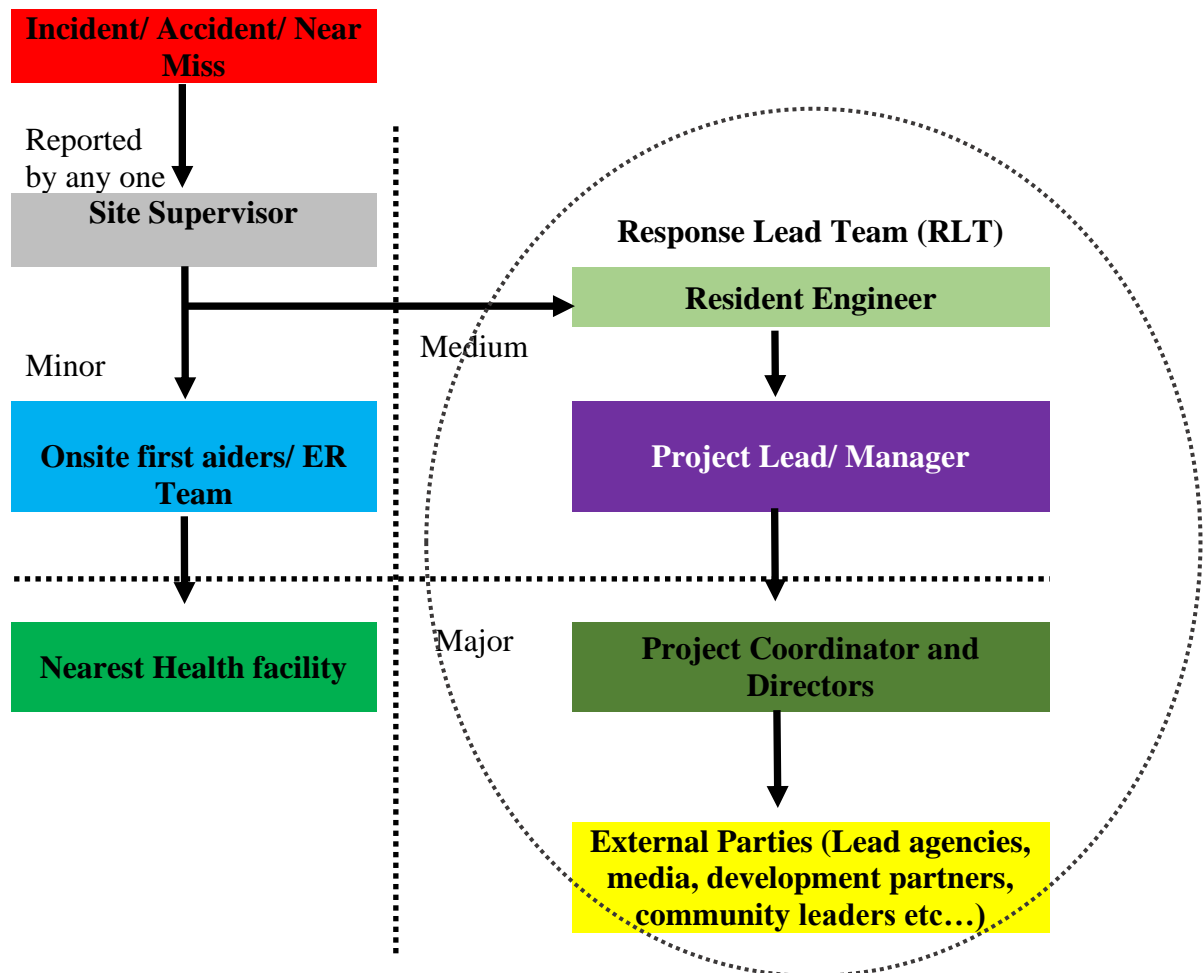 Incident/ Accident/ Near
Miss
Reported
by any one
Site Supervisor
Response Lead Team (RLT)
Resident Engineer
Medium
Minor
Onsite first aiders/ ER
Team
Project Lead/ Manager
Nearest Health facility
Major
Project Coordinator and
Directors
External Parties (Lead agencies,
media, development partners,
community leaders etc…)